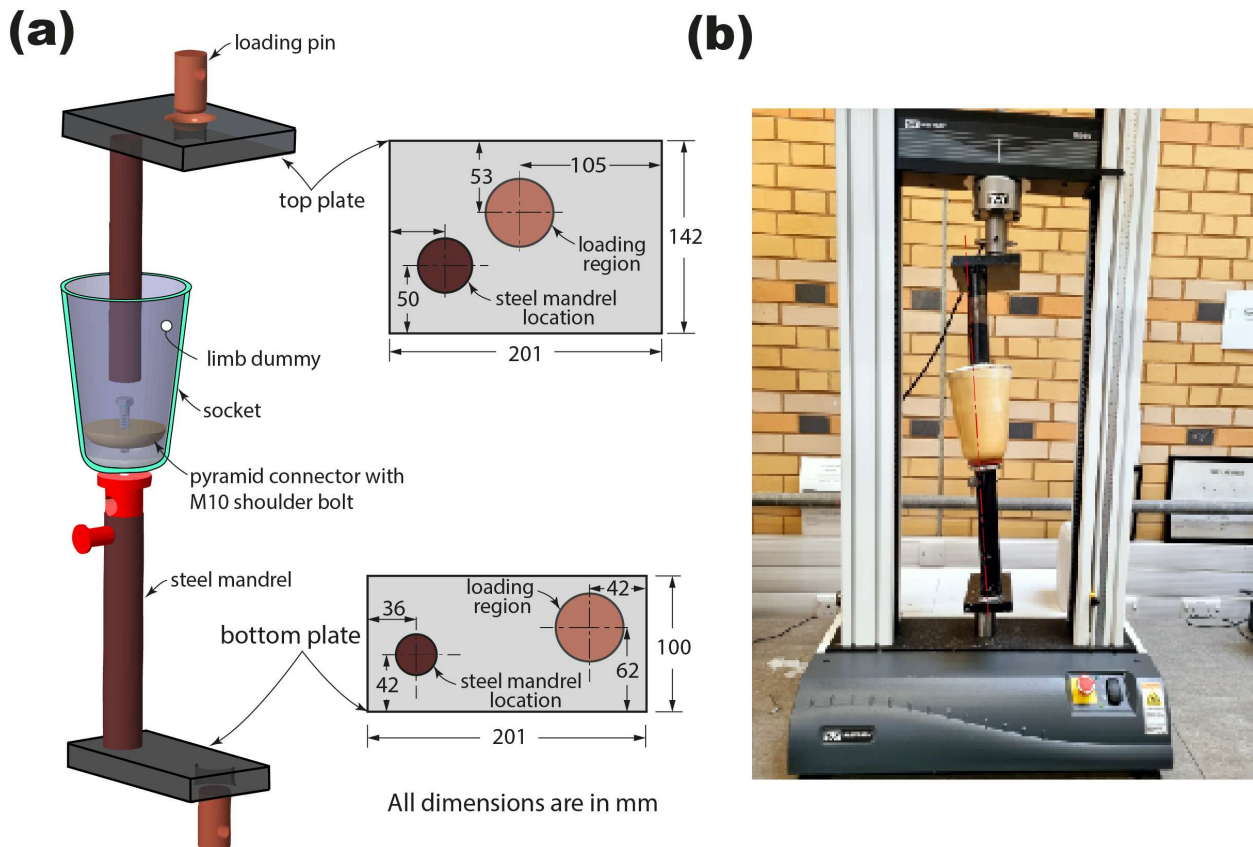 (a)
loading pin
top plate
105
53
142
loading
region
50
steel mandrel
location
201
limb dummy
socket
pyramid connector with
M10 shoulder bolt
steel mandrel
bottom plate
loading
region
42
36
100
62
42
steel mandrel
location
201
All dimensions are in mm
(b)